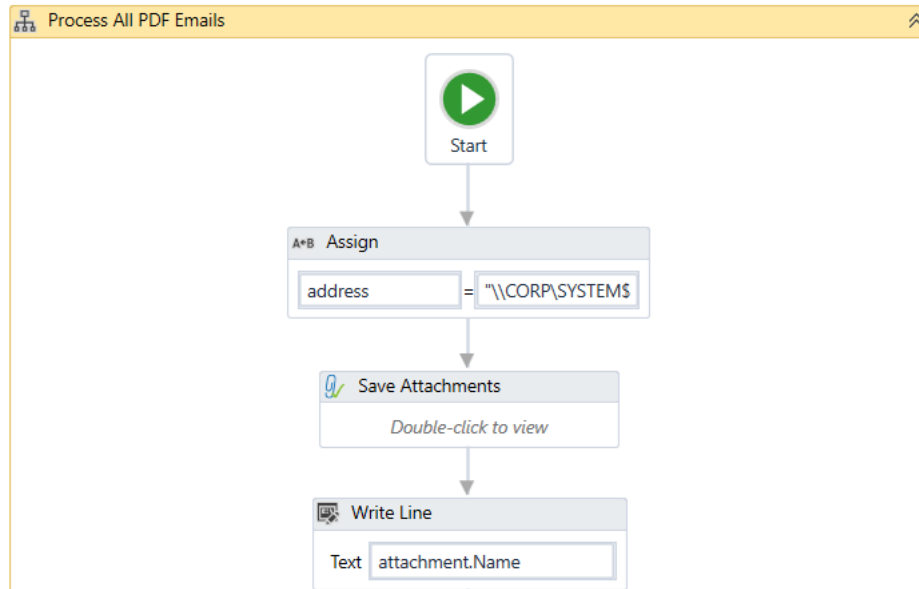 Process All PDF Emails
Start
A←B Assign
address = "\\CORP\SYSTEM$
Save Attachments
Double-click to view
Write Line
Text attachment.Name